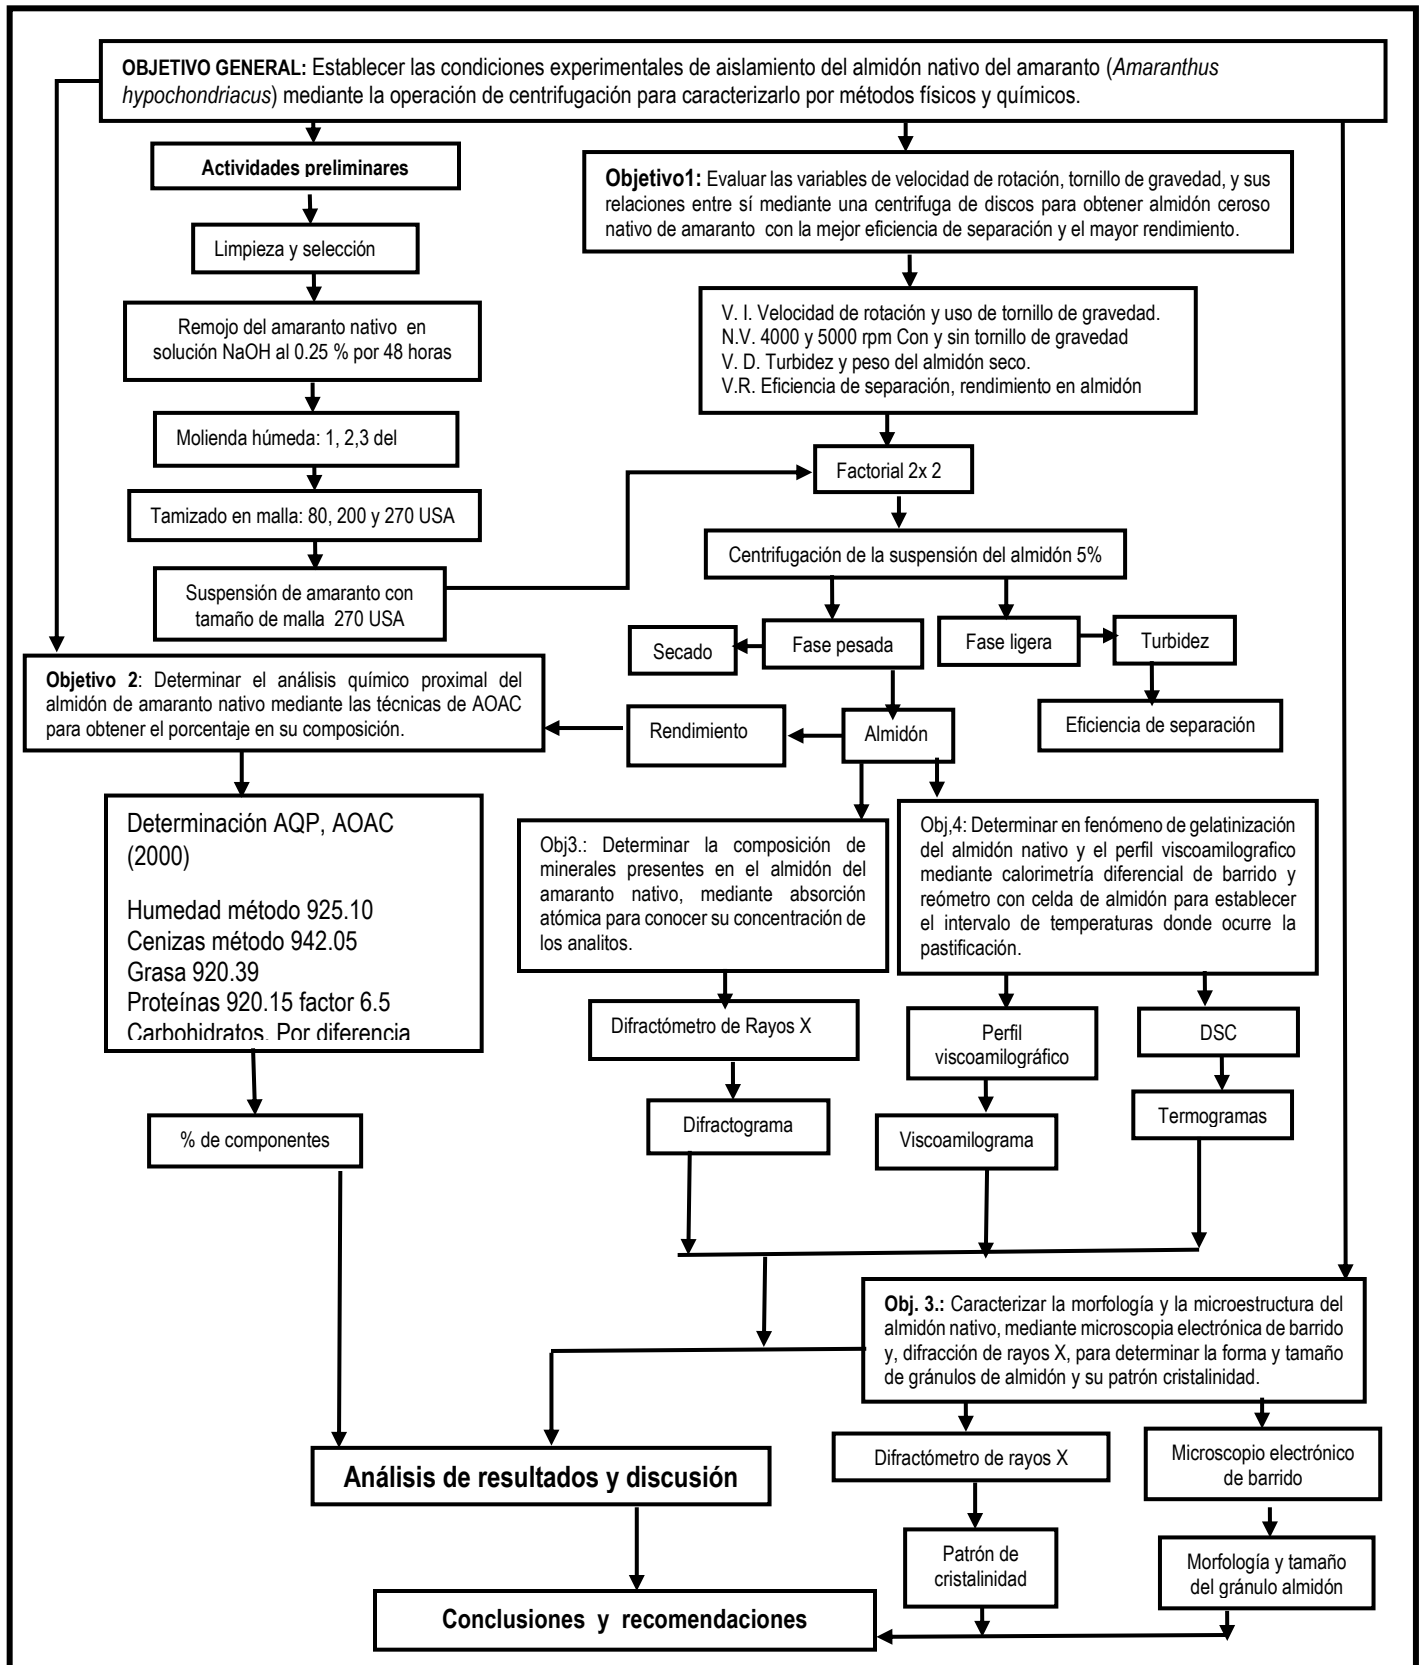 OBJETIVO GENERAL: Establecer las condiciones experimentales de aislamiento del almidón nativo del amaranto (Amaranthus
hypochondriacus) mediante la operación de centrifugación para caracterizarlo por métodos físicos y químicos.
Actividades preliminares
Limpieza y selección
Remojo del amaranto nativo en
solución NaOH al 0.25 % por 48 horas
Molienda húmeda: 1, 2,3 del
Tamizado en malla: 80, 200 y 270 USA
Suspensión de amaranto con
tamaño de malla 270 USA
Objetivo1: Evaluar las variables de velocidad de rotación, tornillo de gravedad, y sus
relaciones entre sí mediante una centrifuga de discos para obtener almidón ceroso
nativo de amaranto con la mejor eficiencia de separación y el mayor rendimiento.
V. I. Velocidad de rotación y uso de tornillo de gravedad.
N.V. 4000 y 5000 rpm Con y sin tornillo de gravedad
V. D. Turbidez y peso del almidón seco.
V.R. Eficiencia de separación, rendimiento en almidón
Factorial 2x 2
Centrifugación de la suspensión del almidón 5%
Secado
Fase pesada
Fase ligera
Turbidez
Eficiencia de separación
Rendimiento
Almidón
Objetivo 2: Determinar el análisis químico proximal del
almidón de amaranto nativo mediante las técnicas de AOAC
para obtener el porcentaje en su composición.
Determinación AQP, AOAC
(2000)
Humedad método 925.10
Cenizas método 942.05
Grasa 920.39
Proteínas 920.15 factor 6.5
Carbohidratos. Por diferencia
% de componentes
Obj3.: Determinar la composición de
minerales presentes en el almidón del
amaranto nativo, mediante absorción
atómica para conocer su concentración de
los analitos.
Difractómetro de Rayos X
Difractograma
Obj,4: Determinar en fenómeno de gelatinización
del almidón nativo y el perfil viscoamilografico
mediante calorimetría diferencial de barrido y
reómetro con celda de almidón para establecer
el intervalo de temperaturas donde ocurre la
pastificación.
Perfil
viscoamilográfico
DSC
Viscoamilograma
Termogramas
Obj. 3.: Caracterizar la morfología y la microestructura del
almidón nativo, mediante microscopia electrónica de barrido
y, difracción de rayos X, para determinar la forma y tamaño
de gránulos de almidón y su patrón cristalinidad.
Difractómetro de rayos X
Microscopio electrónico
de barrido
Patrón de
cristalinidad
Morfología y tamaño
del gránulo almidón
Análisis de resultados y discusión
Conclusiones y recomendaciones